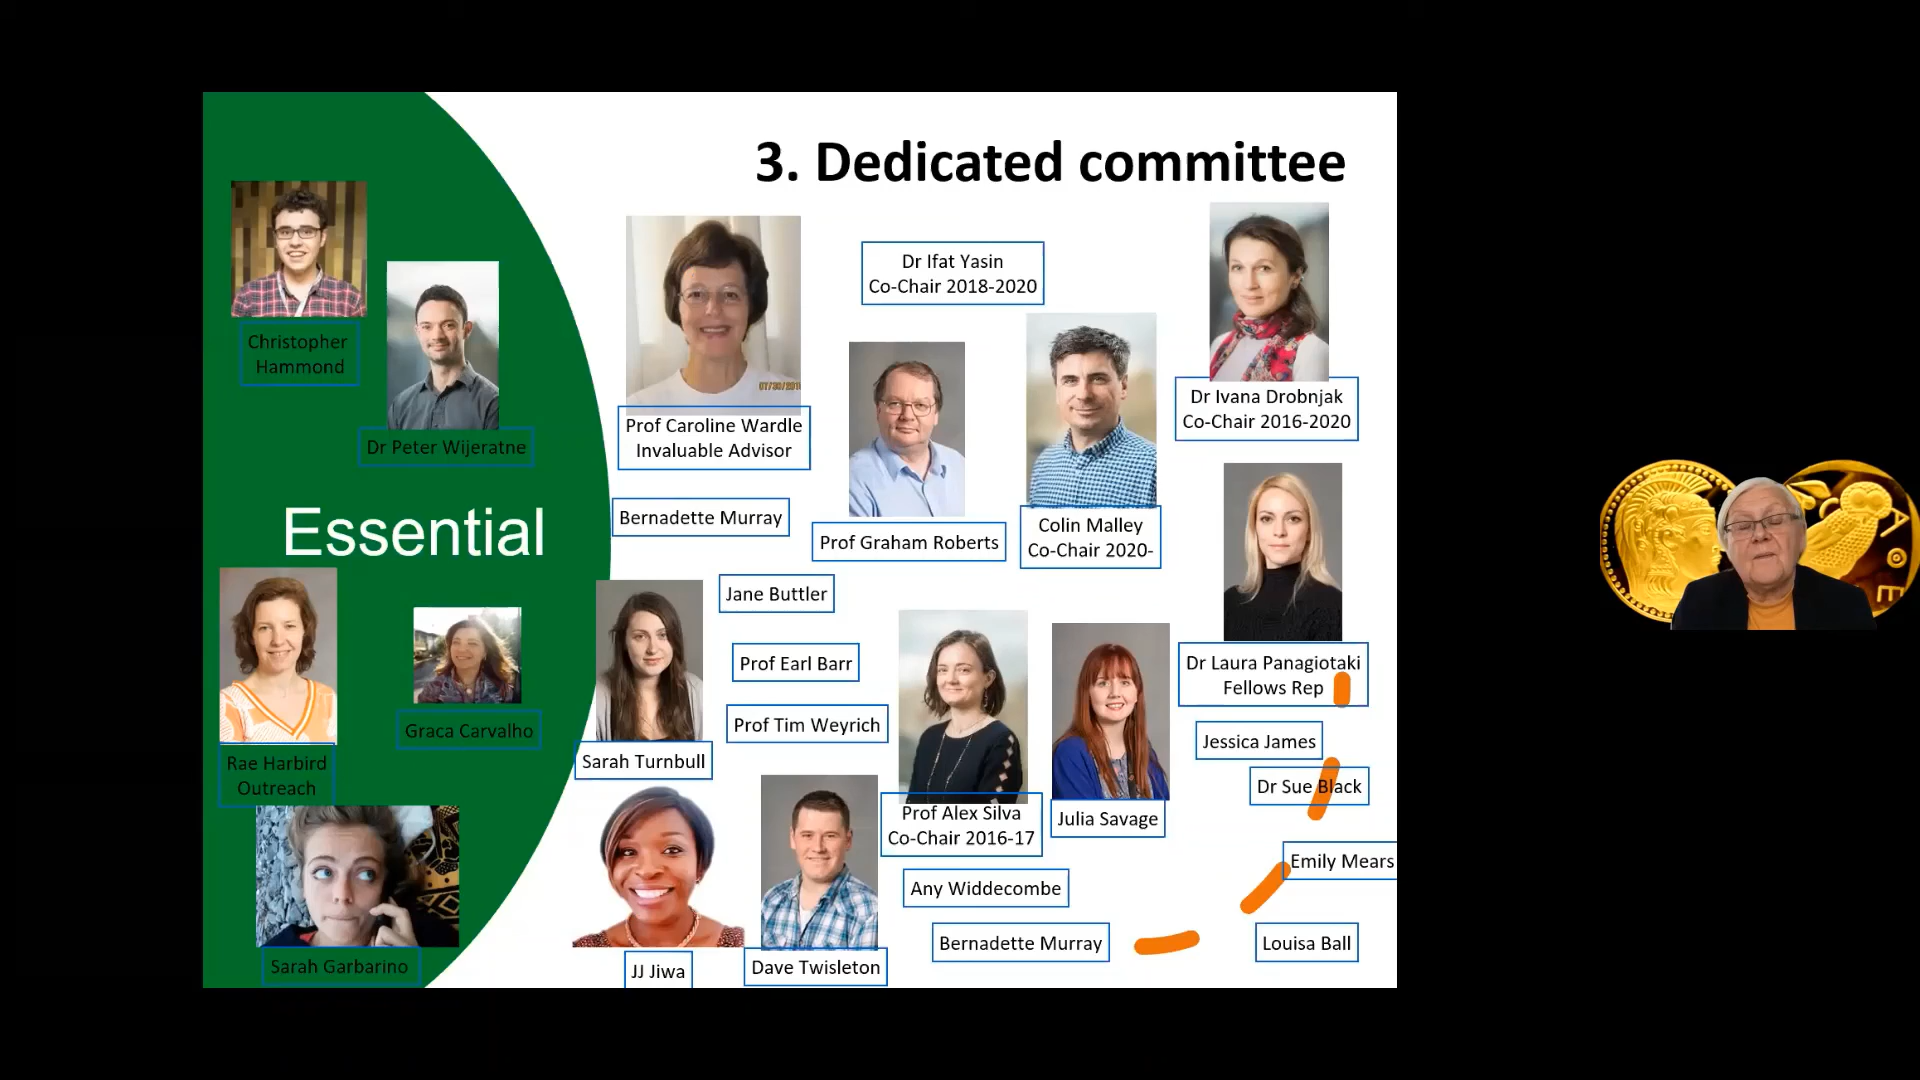 3. Dedicated committee
Christopher
Hammond
Dr Peter Wijeratne
Essential
Rae Harbird
Outreach
Graca Carvalho
Sarah Garbarino
07/30/201
Prof Caroline Wardle
Invaluable Advisor
Dr Ifat Yasin
Co-Chair 2018-2020
Dr Ivana Drobnjak
Co-Chair 2016-2020
Bernadette Murray
Prof Graham Roberts
Colin Malley
Co-Chair 2020-
Jane Buttler
Prof Earl Barr
Prof Tim Weyrich
Sarah Turnbull
Dr Laura Panagiotaki
Fellows Rep
Jessica James
Dr Sue Black
Prof Alex Silva
Co-Chair 2016-17
Julia Savage
Emily Mears
Any Widdecombe
Bernadette Murray
Louisa Ball
JJ Jiwa
Dave Twisleton
ΑΘΕ